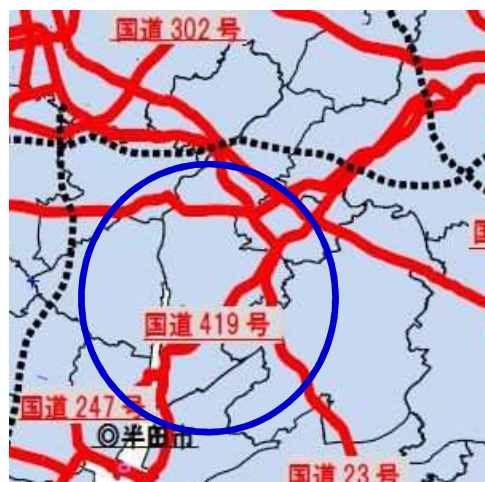 国道 302 号
国道 419 号
国道 247 号
◎半田市
国道 23 号